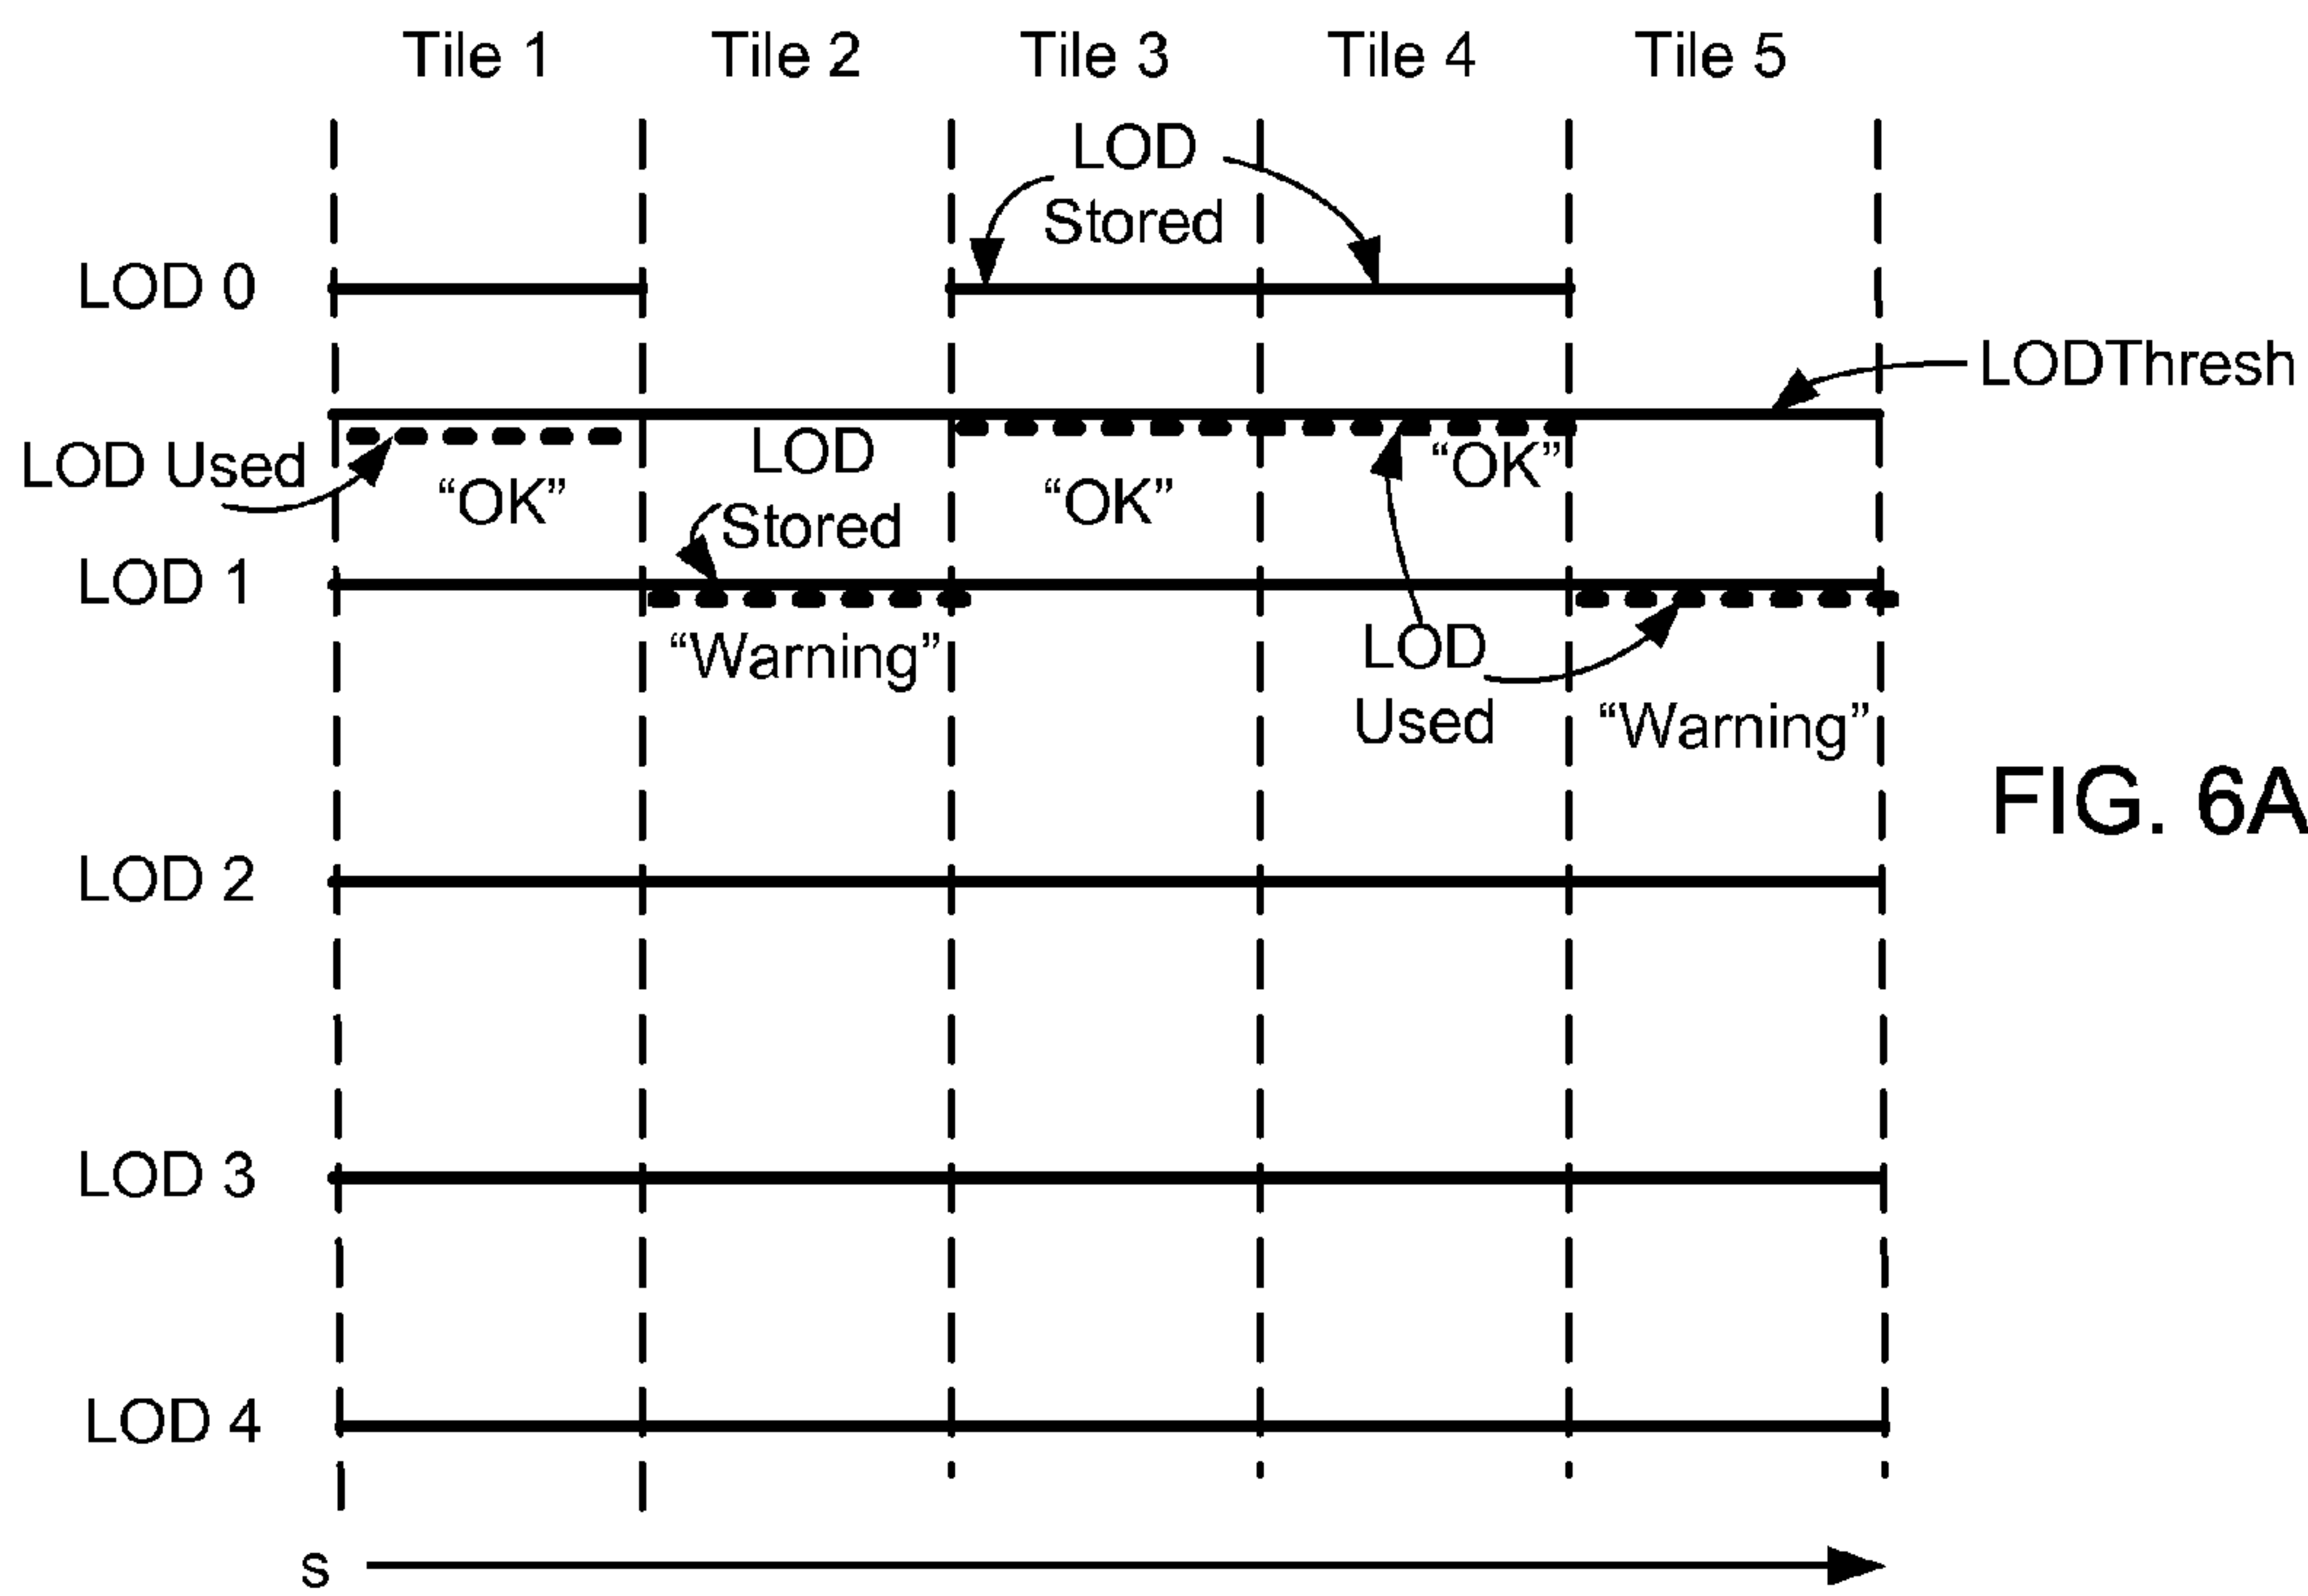 Tile 1 Tile 2 Tile 3 Tile 4 Tile 5
LOD
Stored
LOD 0
LODThresh
LOD Used
"OK"
LOD
Stored
"OK"
"OK"
LOD 1
"Warning"
LOD
Used
"Warning"
FIG. 6A
LOD 2
LOD 3
LOD 4
s